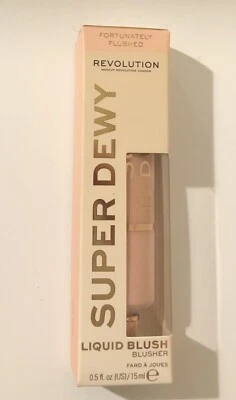 FORTUNATELY
FLUSHED
REVOLUTION
MAKEUP REVOLUTION LONDON
SUPER DEWY
LIQUID BLUSH
BLUSHER
FARD À JOUES
0.5 fl. oz (US)/15ml ℮